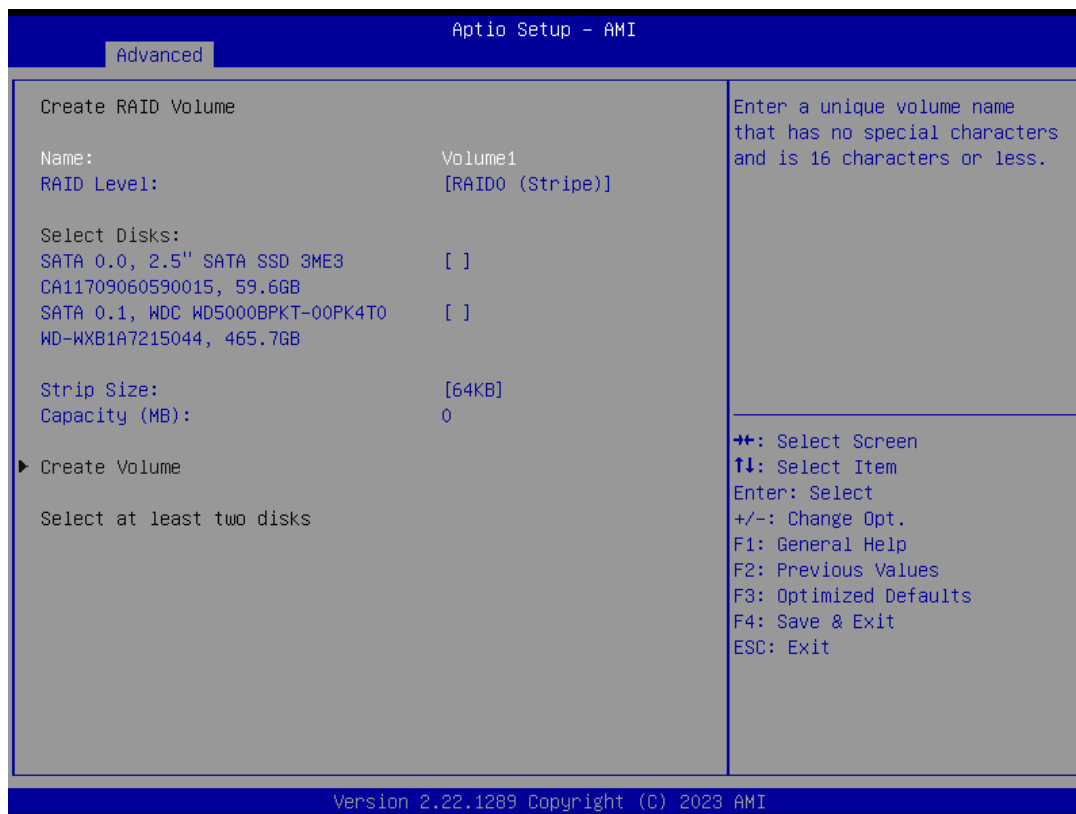 Aptio Setup – AMI
Advanced
Create RAID Volume
Name: Volume1
RAID Level: [RAID0 (Stripe)]
Select Disks:
SATA 0.0, 2.5" SATA SSD 3ME3 [ ]
CA11709060590015, 59.6GB
SATA 0.1, WDC WD5000BPKT-00PK4T0 [ ]
WD-WXB1A7215044, 465.7GB
Strip Size: [64KB]
Capacity (MB): 0
▶ Create Volume
Select at least two disks
Enter a unique volume name
that has no special characters
and is 16 characters or less.
→←: Select Screen
↑↓: Select Item
Enter: Select
+/-: Change Opt.
F1: General Help
F2: Previous Values
F3: Optimized Defaults
F4: Save & Exit
ESC: Exit
Version 2.22.1289 Copyright (C) 2023 AMI